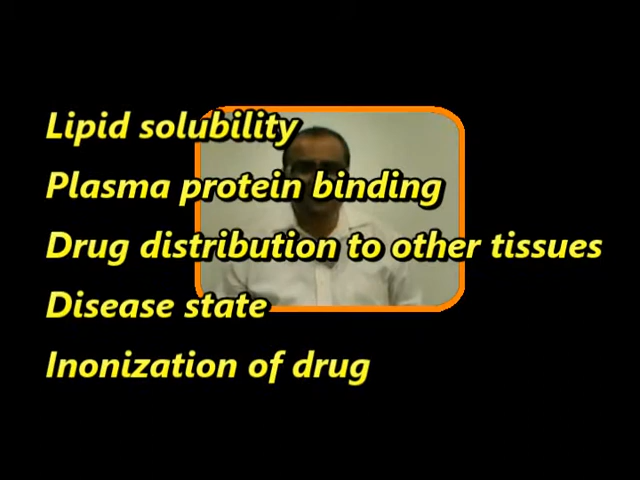 Lipid solubility
Plasma protein binding
Drug distribution to other tissues
Disease state
Inonization of drug